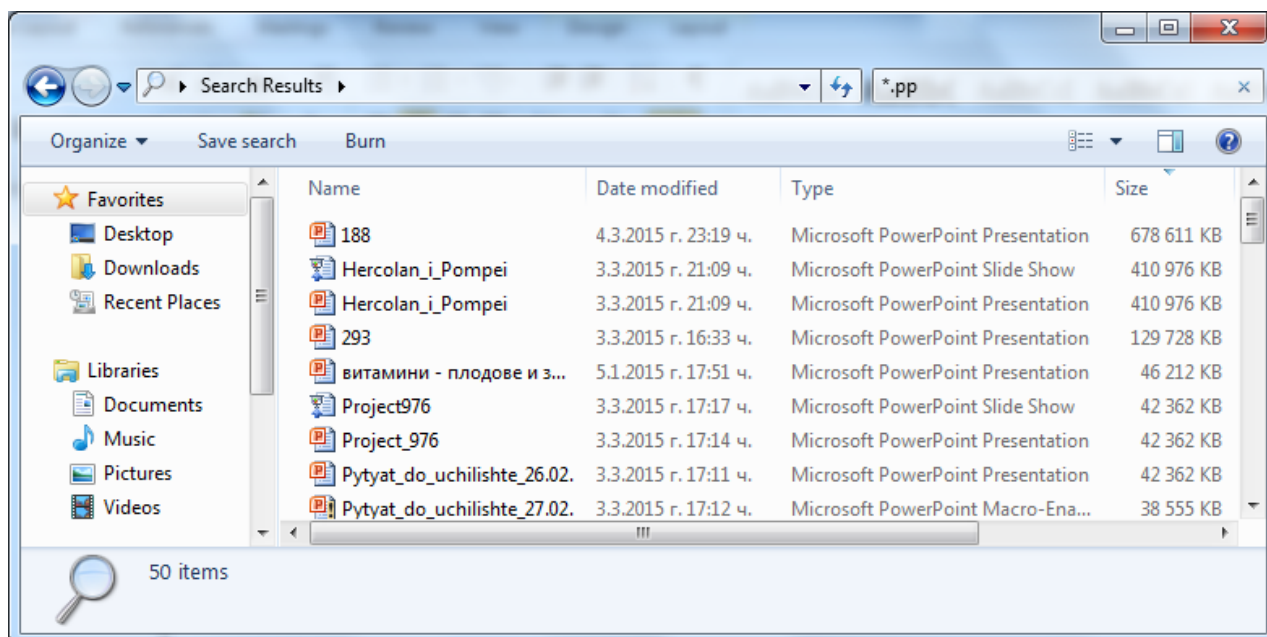 Search Results
*.pp
Organize Save search Burn
Favorites
Desktop
Downloads
Recent Places
Libraries
Documents
Music
Pictures
Videos
Name Date modified Type Size
188 4.3.2015 г. 23:19 ч. Microsoft PowerPoint Presentation 678 611 KB
Hercolan_i_Pompei 3.3.2015 г. 21:09 ч. Microsoft PowerPoint Slide Show 410 976 KB
Hercolan_i_Pompei 3.3.2015 г. 21:09 ч. Microsoft PowerPoint Presentation 410 976 KB
293 3.3.2015 г. 16:33 ч. Microsoft PowerPoint Presentation 129 728 KB
витамини - плодове и з... 5.1.2015 г. 17:51 ч. Microsoft PowerPoint Presentation 46 212 KB
Project976 3.3.2015 г. 17:17 ч. Microsoft PowerPoint Slide Show 42 362 KB
Project_976 3.3.2015 г. 17:14 ч. Microsoft PowerPoint Presentation 42 362 KB
Pytyat_do_uchilishte_26.02. 3.3.2015 г. 17:11 ч. Microsoft PowerPoint Presentation 42 362 KB
Pytyat_do_uchilishte_27.02. 3.3.2015 г. 17:12 ч. Microsoft PowerPoint Macro-Ena... 38 555 KB
50 items